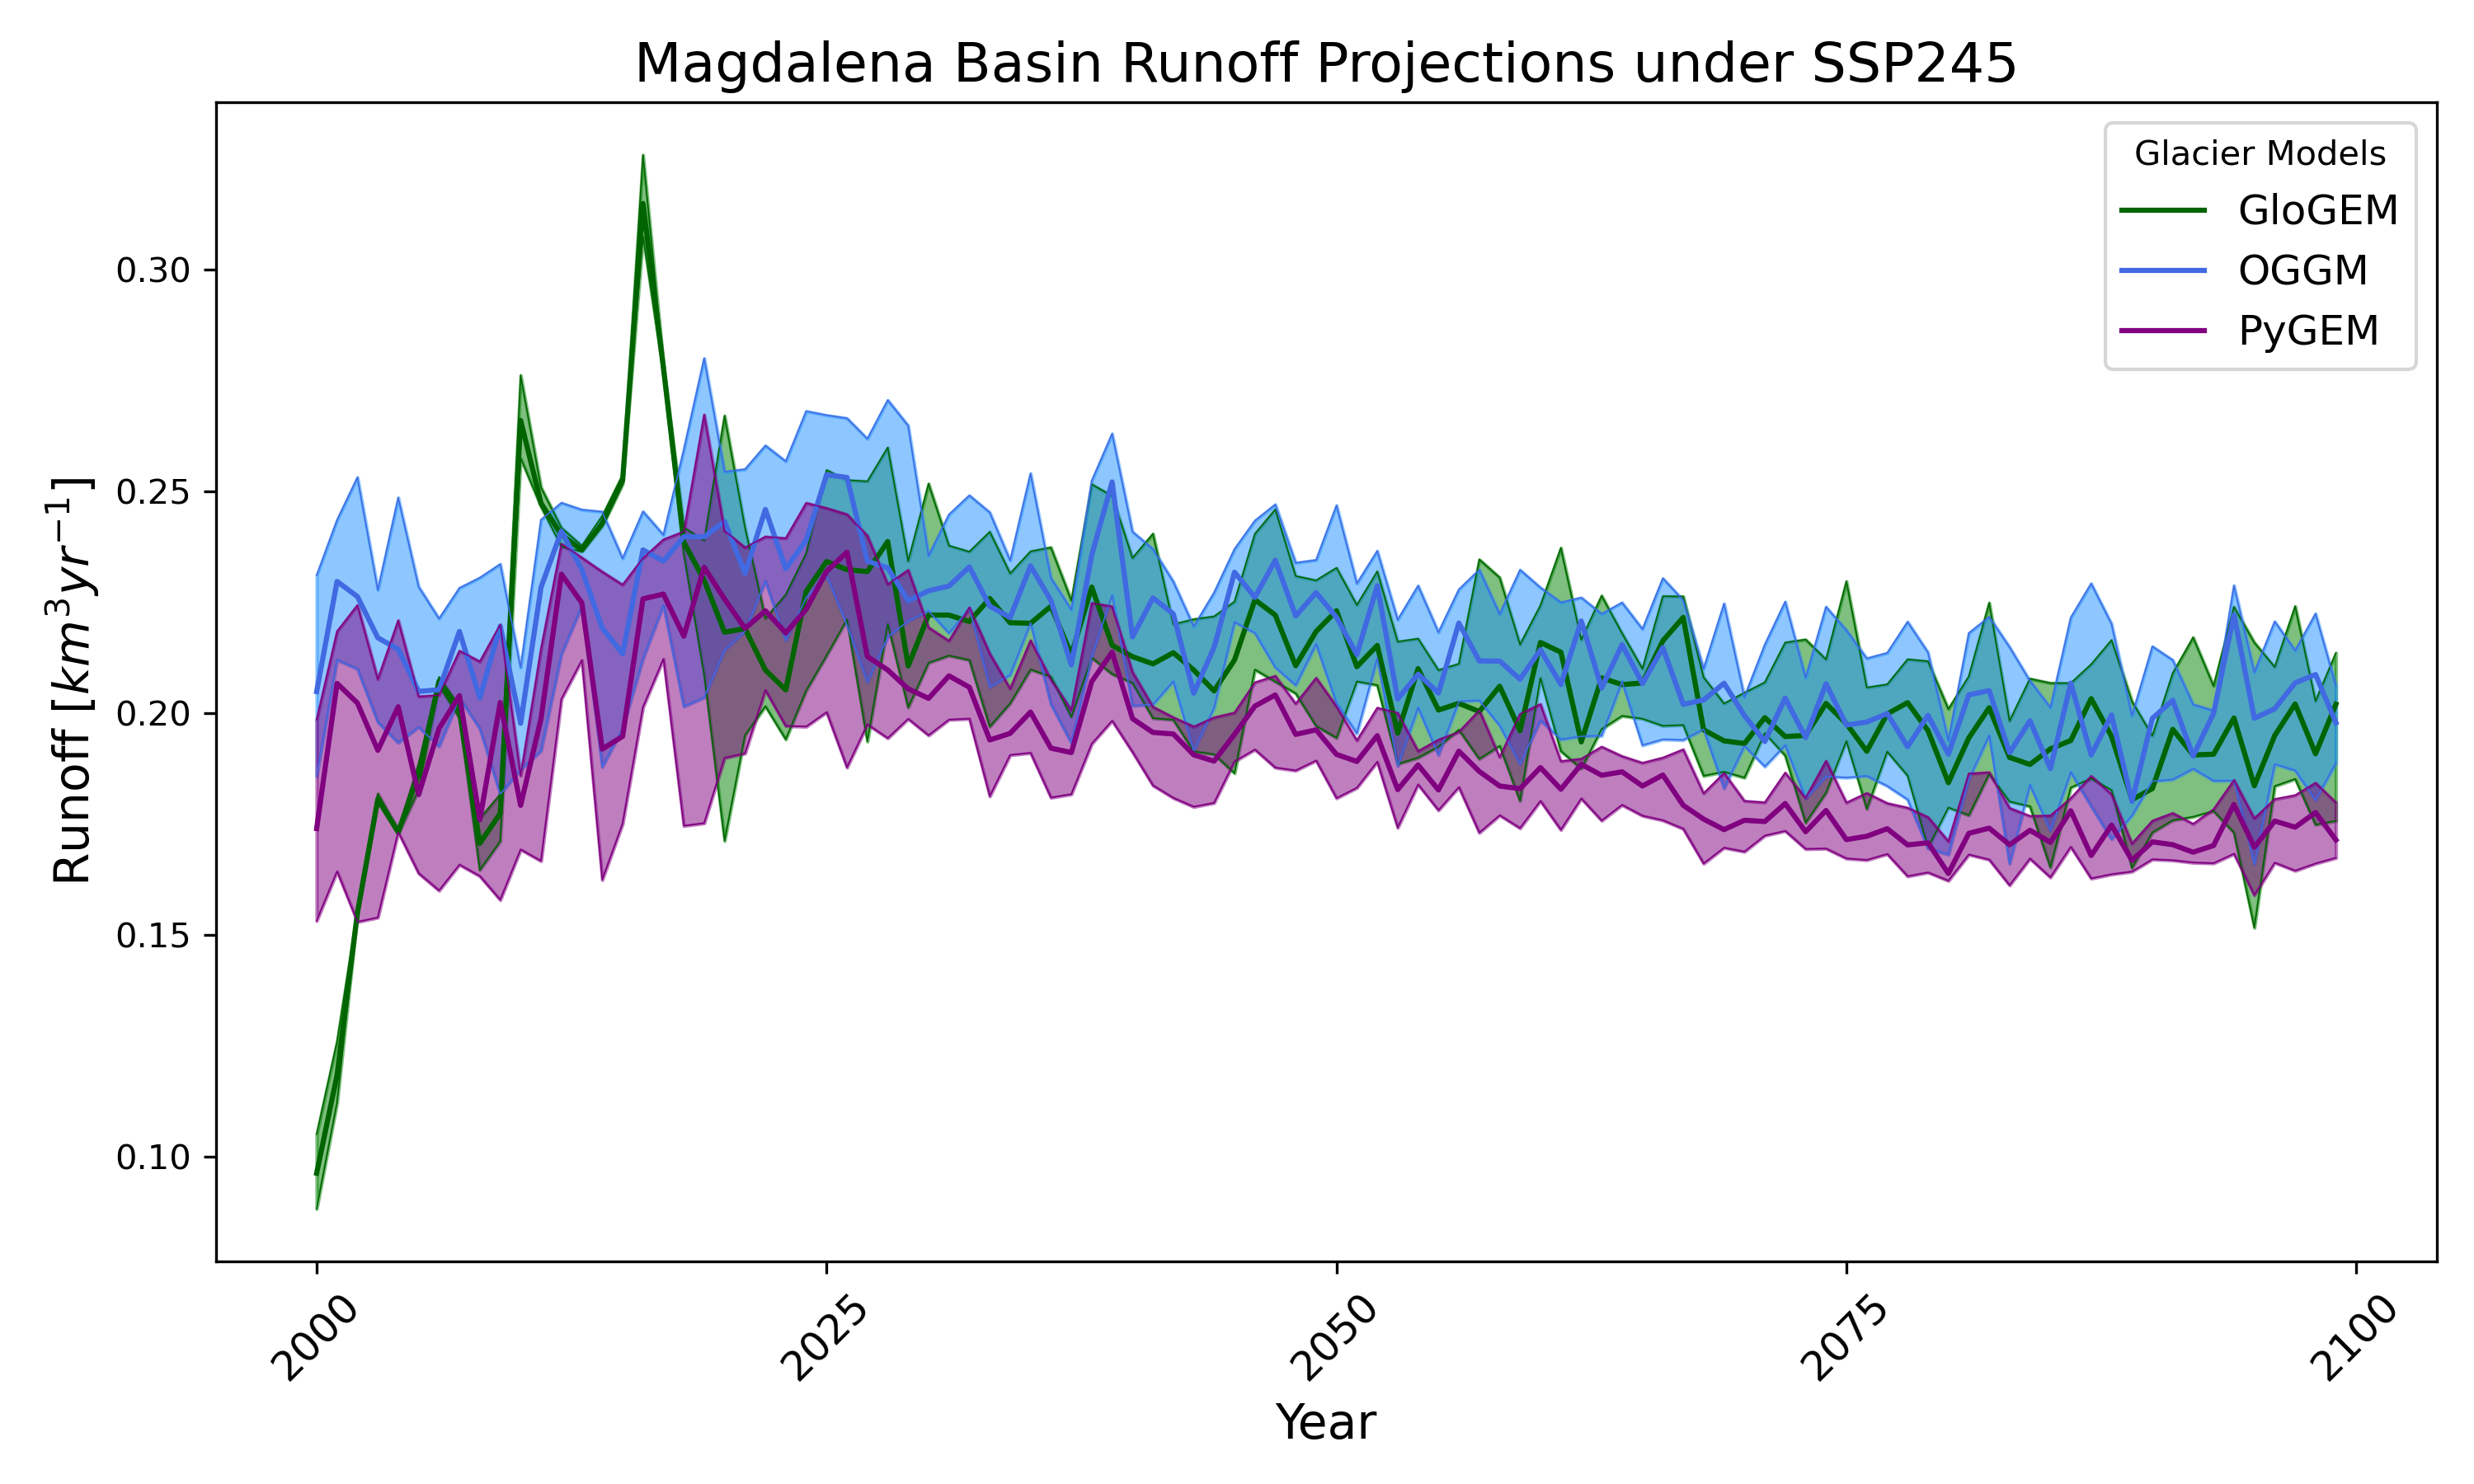 Magdalena Basin Runoff Projections under SSP245
Glacier Models
GloGEM
OGGM
PyGEM
Runoff [km³yr⁻¹]
0.30
0.25
0.20
0.15
0.10
2000
2025
2050
2075
2100
Year